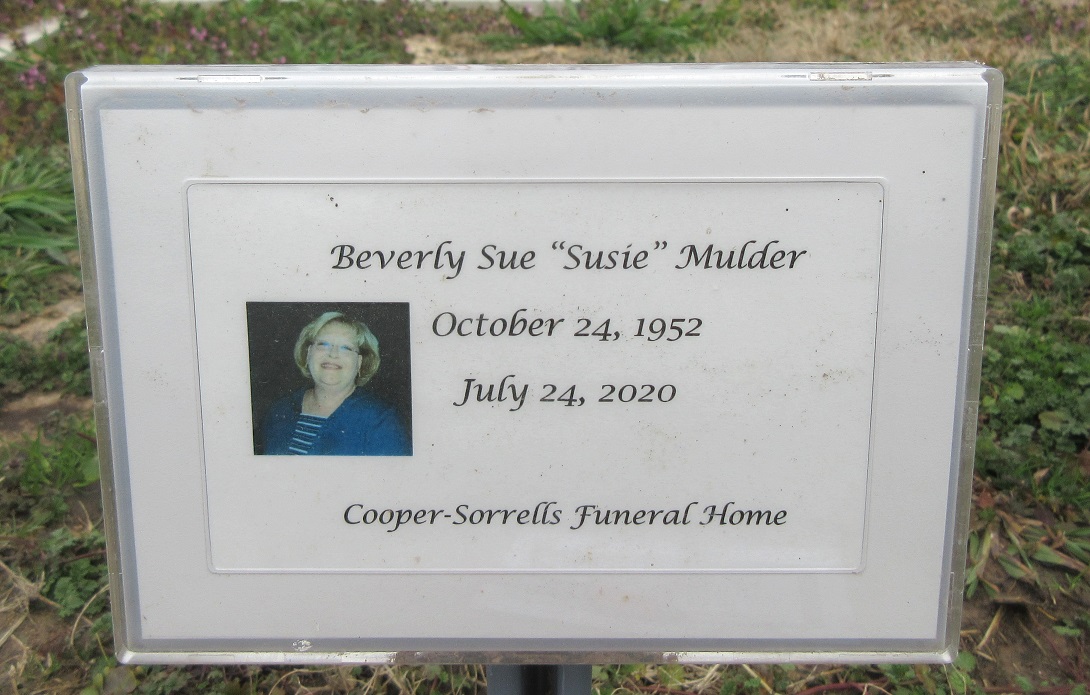 Beverly Sue “Susie” Mulder
October 24, 1952
July 24, 2020
Cooper-Sorrells Funeral Home